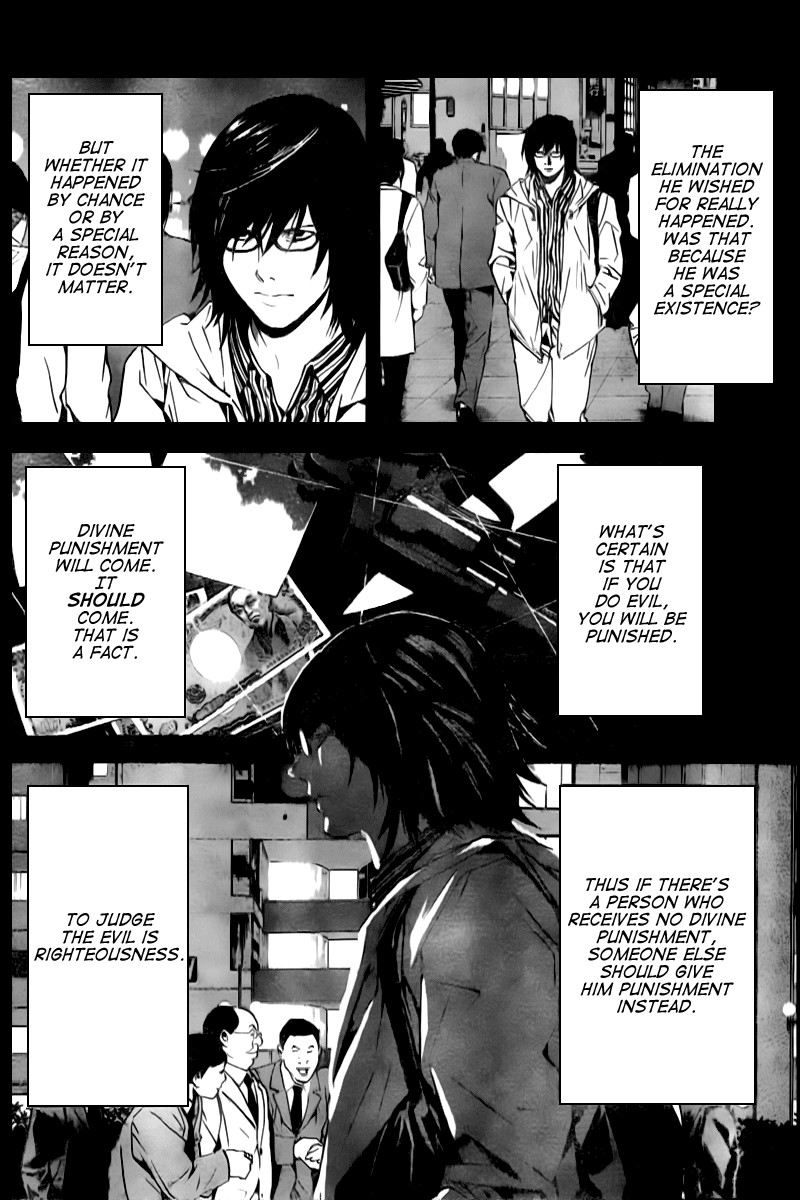 THE
ELIMINATION
HE WISHED
FOR REALLY
HAPPENED.
WAS THAT
BECAUSE
HE WAS
A SPECIAL
EXISTENCE?
BUT
WHETHER IT
HAPPENED
BY CHANCE
OR BY
A SPECIAL
REASON,
IT DOESN'T
MATTER.
WHAT'S
CERTAIN
IS THAT
IF YOU
DO EVIL,
YOU WILL BE
PUNISHED.
DIVINE
PUNISHMENT
WILL COME.
IT
SHOULD
COME.
THAT IS
A FACT.
THUS IF THERE'S
A PERSON WHO
RECEIVES NO DIVINE
PUNISHMENT,
SOMEONE ELSE
SHOULD GIVE
HIM PUNISHMENT
INSTEAD.
TO JUDGE
THE EVIL IS
RIGHTEOUSNESS.